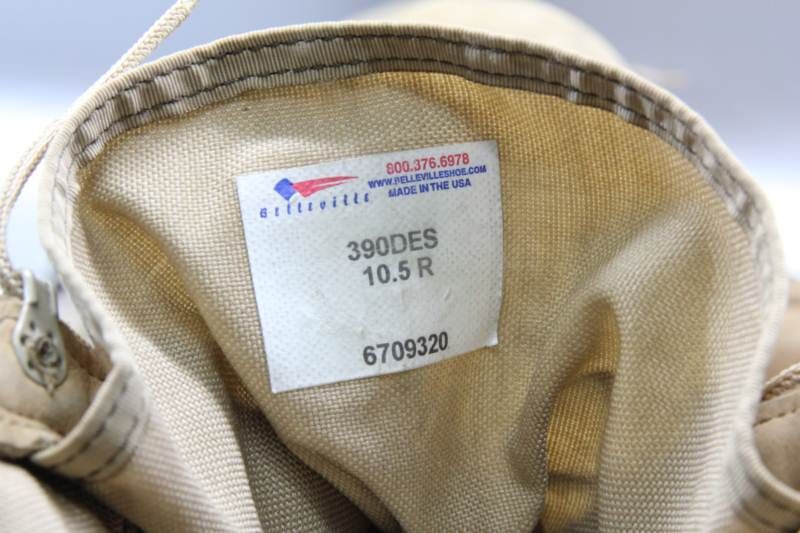 800.376.6978
WWW.BELLEVILLESHOE.COM
MADE IN THE USA
Belleville
390DES
10.5 R
6709320